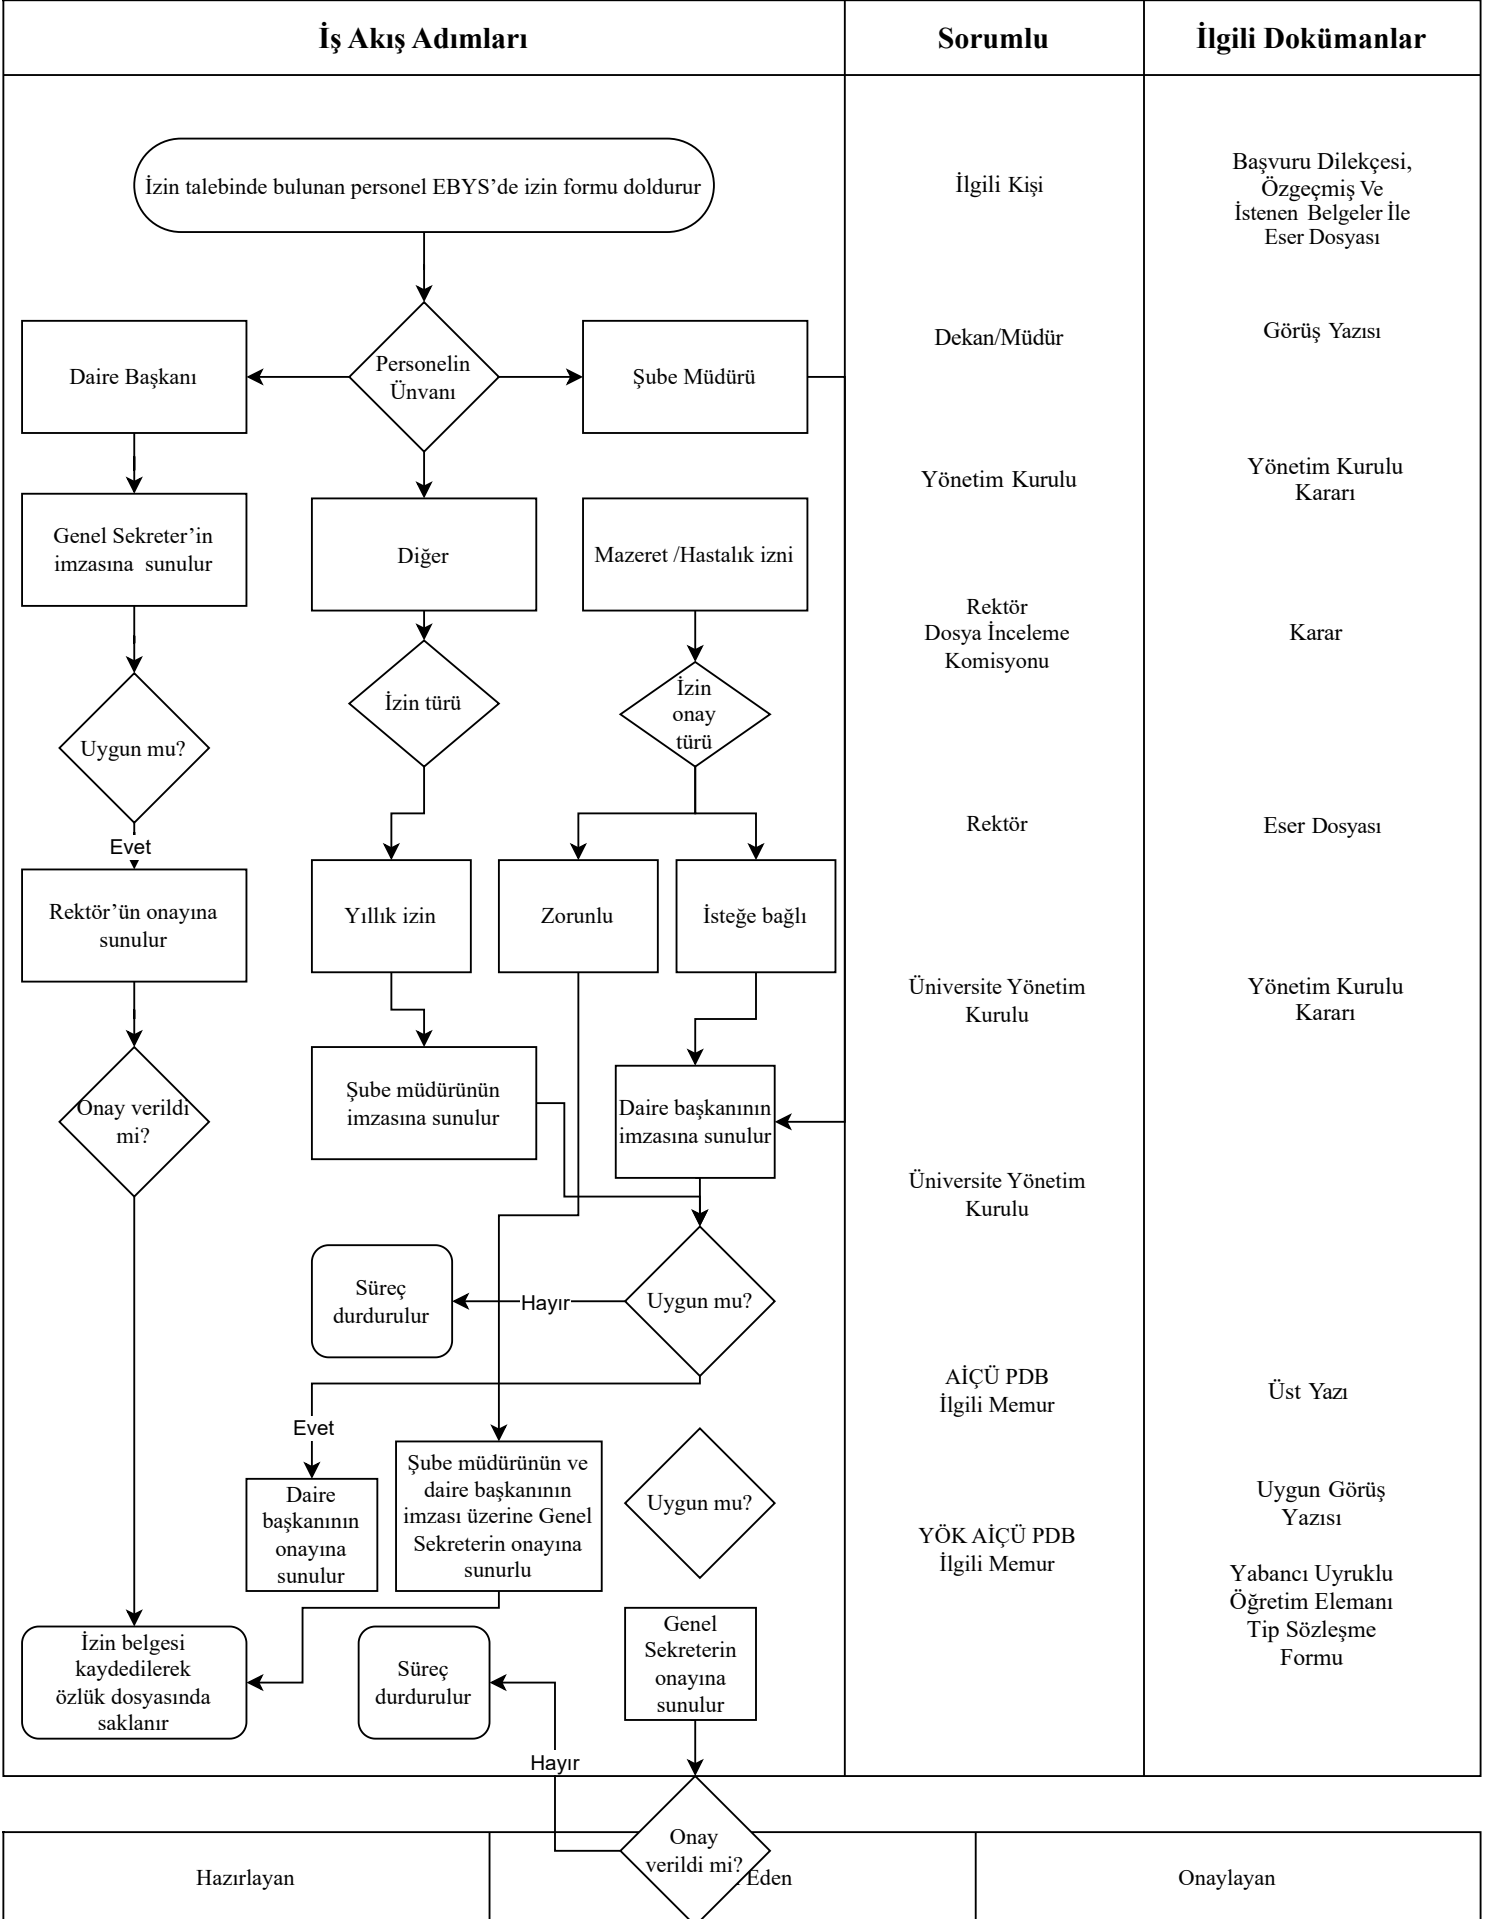 İş Akış Adımları
Sorumlu
İlgili Dokümanlar
İzin talebinde bulunan personel EBYS’de izin formu doldurur
İlgili Kişi
Başvuru Dilekçesi,
Özgeçmiş Ve
İstenen Belgeler İle
Eser Dosyası
Daire Başkanı
Personelin
Ünvanı
Şube Müdürü
Dekan/Müdür
Görüş Yazısı
Genel Sekreter’in
imzasına sunulur
Diğer
Mazeret /Hastalık izni
Yönetim Kurulu
Yönetim Kurulu
Kararı
Uygun mu?
İzin türü
İzin
onay
türü
Rektör
Dosya İnceleme
Komisyonu
Karar
Evet
Rektör’ün onayına
sunulur
Yıllık izin
Zorunlu
İsteğe bağlı
Rektör
Eser Dosyası
Onay verildi
mi?
Şube müdürünün
imzasına sunulur
Daire başkanının
imzasına sunulur
Üniversite Yönetim
Kurulu
Yönetim Kurulu
Kararı
Üniversite Yönetim
Kurulu
Süreç
durdurulur
Hayır
Uygun mu?
Evet
AİÇÜ PDB
İlgili Memur
Üst Yazı
Daire
başkanının
onayına
sunulur
Şube müdürünün ve
daire başkanının
imzası üzerine Genel
Sekreterin onayına
sunurlu
Uygun mu?
YÖK AİÇÜ PDB
İlgili Memur
Uygun Görüş
Yazısı
Yabancı Uyruklu
Öğretim Elemanı
Tip Sözleşme
Formu
İzin belgesi
kaydedilerek
özlük dosyasında
saklanır
Süreç
durdurulur
Genel
Sekreterin
onayına
sunulur
Hayır
Onay
verildi mi?
Hazırlayan
Eden
Onaylayan